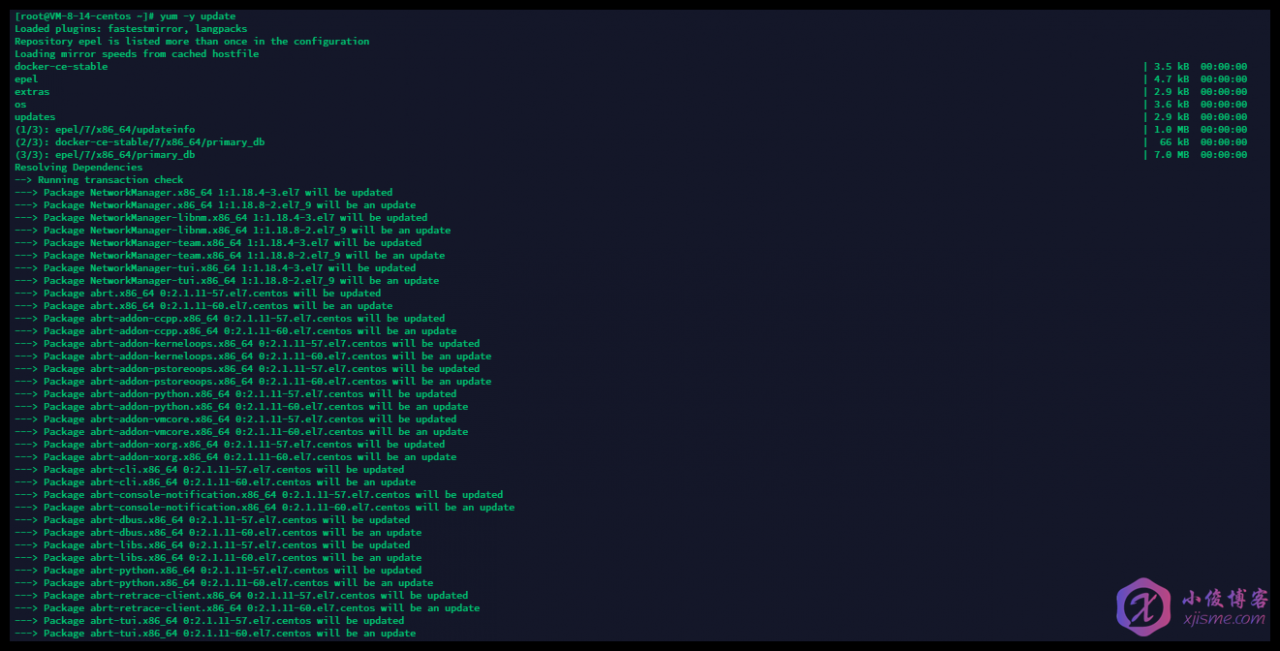 [root@VM-8-14-centos ~]# yum -y update
Loaded plugins: fastestmirror, langpacks
Repository epel is listed more than once in the configuration
Loading mirror speeds from cached hostfile
docker-ce-stable | 3.5 kB 00:00:00
epel | 4.7 kB 00:00:00
extras | 2.9 kB 00:00:00
os | 3.6 kB 00:00:00
updates | 2.9 kB 00:00:00
(1/3): epel/7/x86_64/updateinfo | 1.0 MB 00:00:00
(2/3): docker-ce-stable/7/x86_64/primary_db | 66 kB 00:00:00
(3/3): epel/7/x86_64/primary_db | 7.0 MB 00:00:00
Resolving Dependencies
--> Running transaction check
---> Package NetworkManager.x86_64 1:1.18.4-3.el7 will be updated
---> Package NetworkManager.x86_64 1:1.18.8-2.el7_9 will be an update
---> Package NetworkManager-libnm.x86_64 1:1.18.4-3.el7 will be updated
---> Package NetworkManager-libnm.x86_64 1:1.18.8-2.el7_9 will be an update
---> Package NetworkManager-team.x86_64 1:1.18.4-3.el7 will be updated
---> Package NetworkManager-team.x86_64 1:1.18.8-2.el7_9 will be an update
---> Package NetworkManager-tui.x86_64 1:1.18.4-3.el7 will be updated
---> Package NetworkManager-tui.x86_64 1:1.18.8-2.el7_9 will be an update
---> Package abrt.x86_64 0:2.1.11-57.el7.centos will be updated
---> Package abrt.x86_64 0:2.1.11-60.el7.centos will be an update
---> Package abrt-addon-ccpp.x86_64 0:2.1.11-57.el7.centos will be updated
---> Package abrt-addon-ccpp.x86_64 0:2.1.11-60.el7.centos will be an update
---> Package abrt-addon-kerneloops.x86_64 0:2.1.11-57.el7.centos will be updated
---> Package abrt-addon-kerneloops.x86_64 0:2.1.11-60.el7.centos will be an update
---> Package abrt-addon-pstoreoops.x86_64 0:2.1.11-57.el7.centos will be updated
---> Package abrt-addon-pstoreoops.x86_64 0:2.1.11-60.el7.centos will be an update
---> Package abrt-addon-python.x86_64 0:2.1.11-57.el7.centos will be updated
---> Package abrt-addon-python.x86_64 0:2.1.11-60.el7.centos will be an update
---> Package abrt-addon-vmcore.x86_64 0:2.1.11-57.el7.centos will be updated
---> Package abrt-addon-vmcore.x86_64 0:2.1.11-60.el7.centos will be an update
---> Package abrt-addon-xorg.x86_64 0:2.1.11-57.el7.centos will be updated
---> Package abrt-addon-xorg.x86_64 0:2.1.11-60.el7.centos will be an update
---> Package abrt-cli.x86_64 0:2.1.11-57.el7.centos will be updated
---> Package abrt-cli.x86_64 0:2.1.11-60.el7.centos will be an update
---> Package abrt-console-notification.x86_64 0:2.1.11-57.el7.centos will be updated
---> Package abrt-console-notification.x86_64 0:2.1.11-60.el7.centos will be an update
---> Package abrt-dbus.x86_64 0:2.1.11-57.el7.centos will be updated
---> Package abrt-dbus.x86_64 0:2.1.11-60.el7.centos will be an update
---> Package abrt-libs.x86_64 0:2.1.11-57.el7.centos will be updated
---> Package abrt-libs.x86_64 0:2.1.11-60.el7.centos will be an update
---> Package abrt-python.x86_64 0:2.1.11-57.el7.centos will be updated
---> Package abrt-python.x86_64 0:2.1.11-60.el7.centos will be an update
---> Package abrt-retrace-client.x86_64 0:2.1.11-57.el7.centos will be updated
---> Package abrt-retrace-client.x86_64 0:2.1.11-60.el7.centos will be an update
---> Package abrt-tui.x86_64 0:2.1.11-57.el7.centos will be updated
---> Package abrt-tui.x86_64 0:2.1.11-60.el7.centos will be an update
小俊博客
xjisme.com